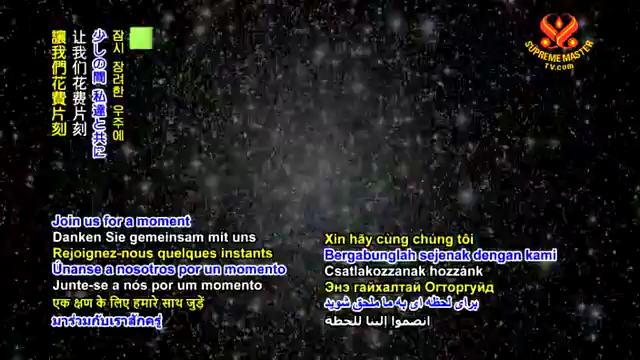 잠시 장려한 우주에
少しの間 私達と共に
让我们花费片刻
讓我們花費片刻
SUPREME MASTER
TV.com
Join us for a moment
Danken Sie gemeinsam mit uns
Rejoignez-nous quelques instants
Únanse a nosotros por un momento
Junte-se a nós por um momento
एक क्षण के लिए हमारे साथ जुड़ें
มาร่วมกับเราสักครู่
Xin hãy cùng chúng tôi
Bergabunglah sejenak dengan kami
Csatlakozzanak hozzánk
Энэ гайхалтай Огторгуйд
برای لحظه ای به ما ملحق شوید
انضموا إلينا للحظة